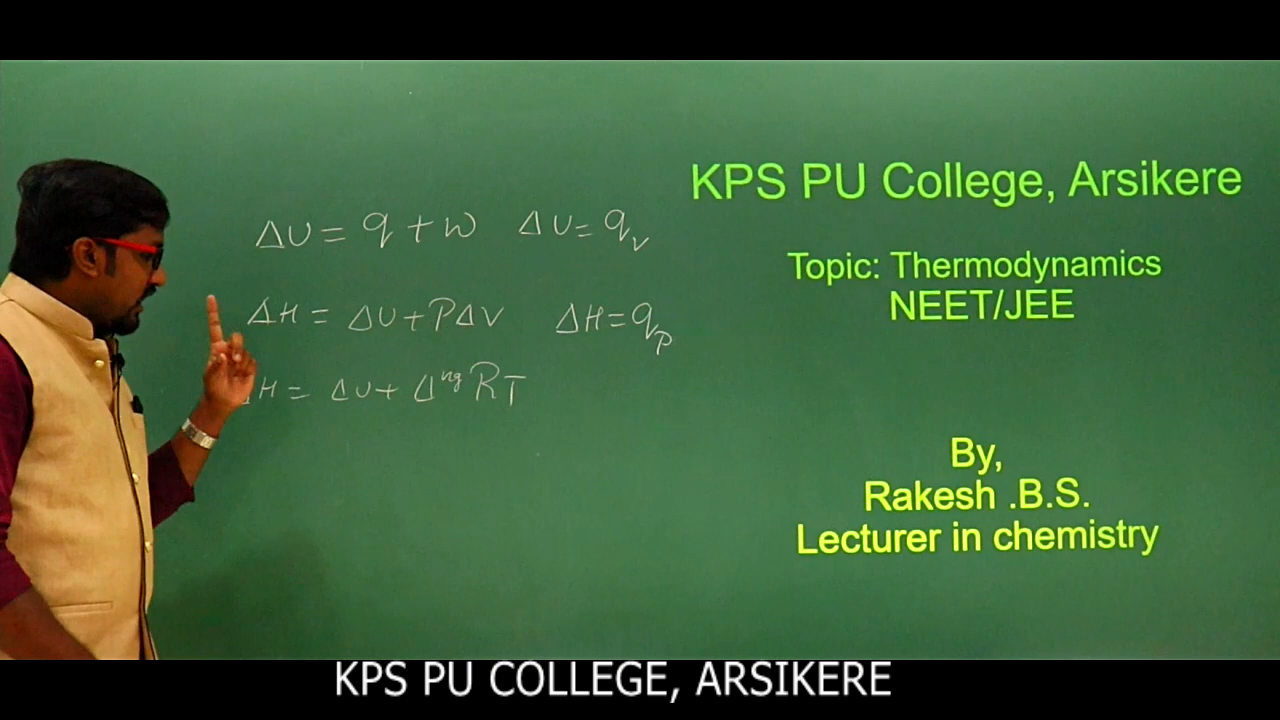 ΔU = q + W ΔU = qᵥ
ΔH = ΔU + PΔV ΔH = qₚ
H = ΔU + Δng RT
KPS PU College, Arsikere
Topic: Thermodynamics
NEET/JEE
By,
Rakesh .B.S.
Lecturer in chemistry
KPS PU COLLEGE, ARSIKERE